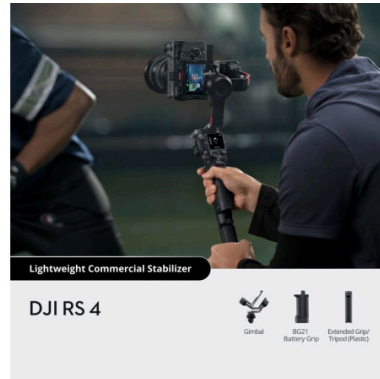 Lightweight Commercial Stabilizer
DJI RS 4
Gimbal
BG21
Battery Grip
Extended Grip/
Tripod (Plastic)